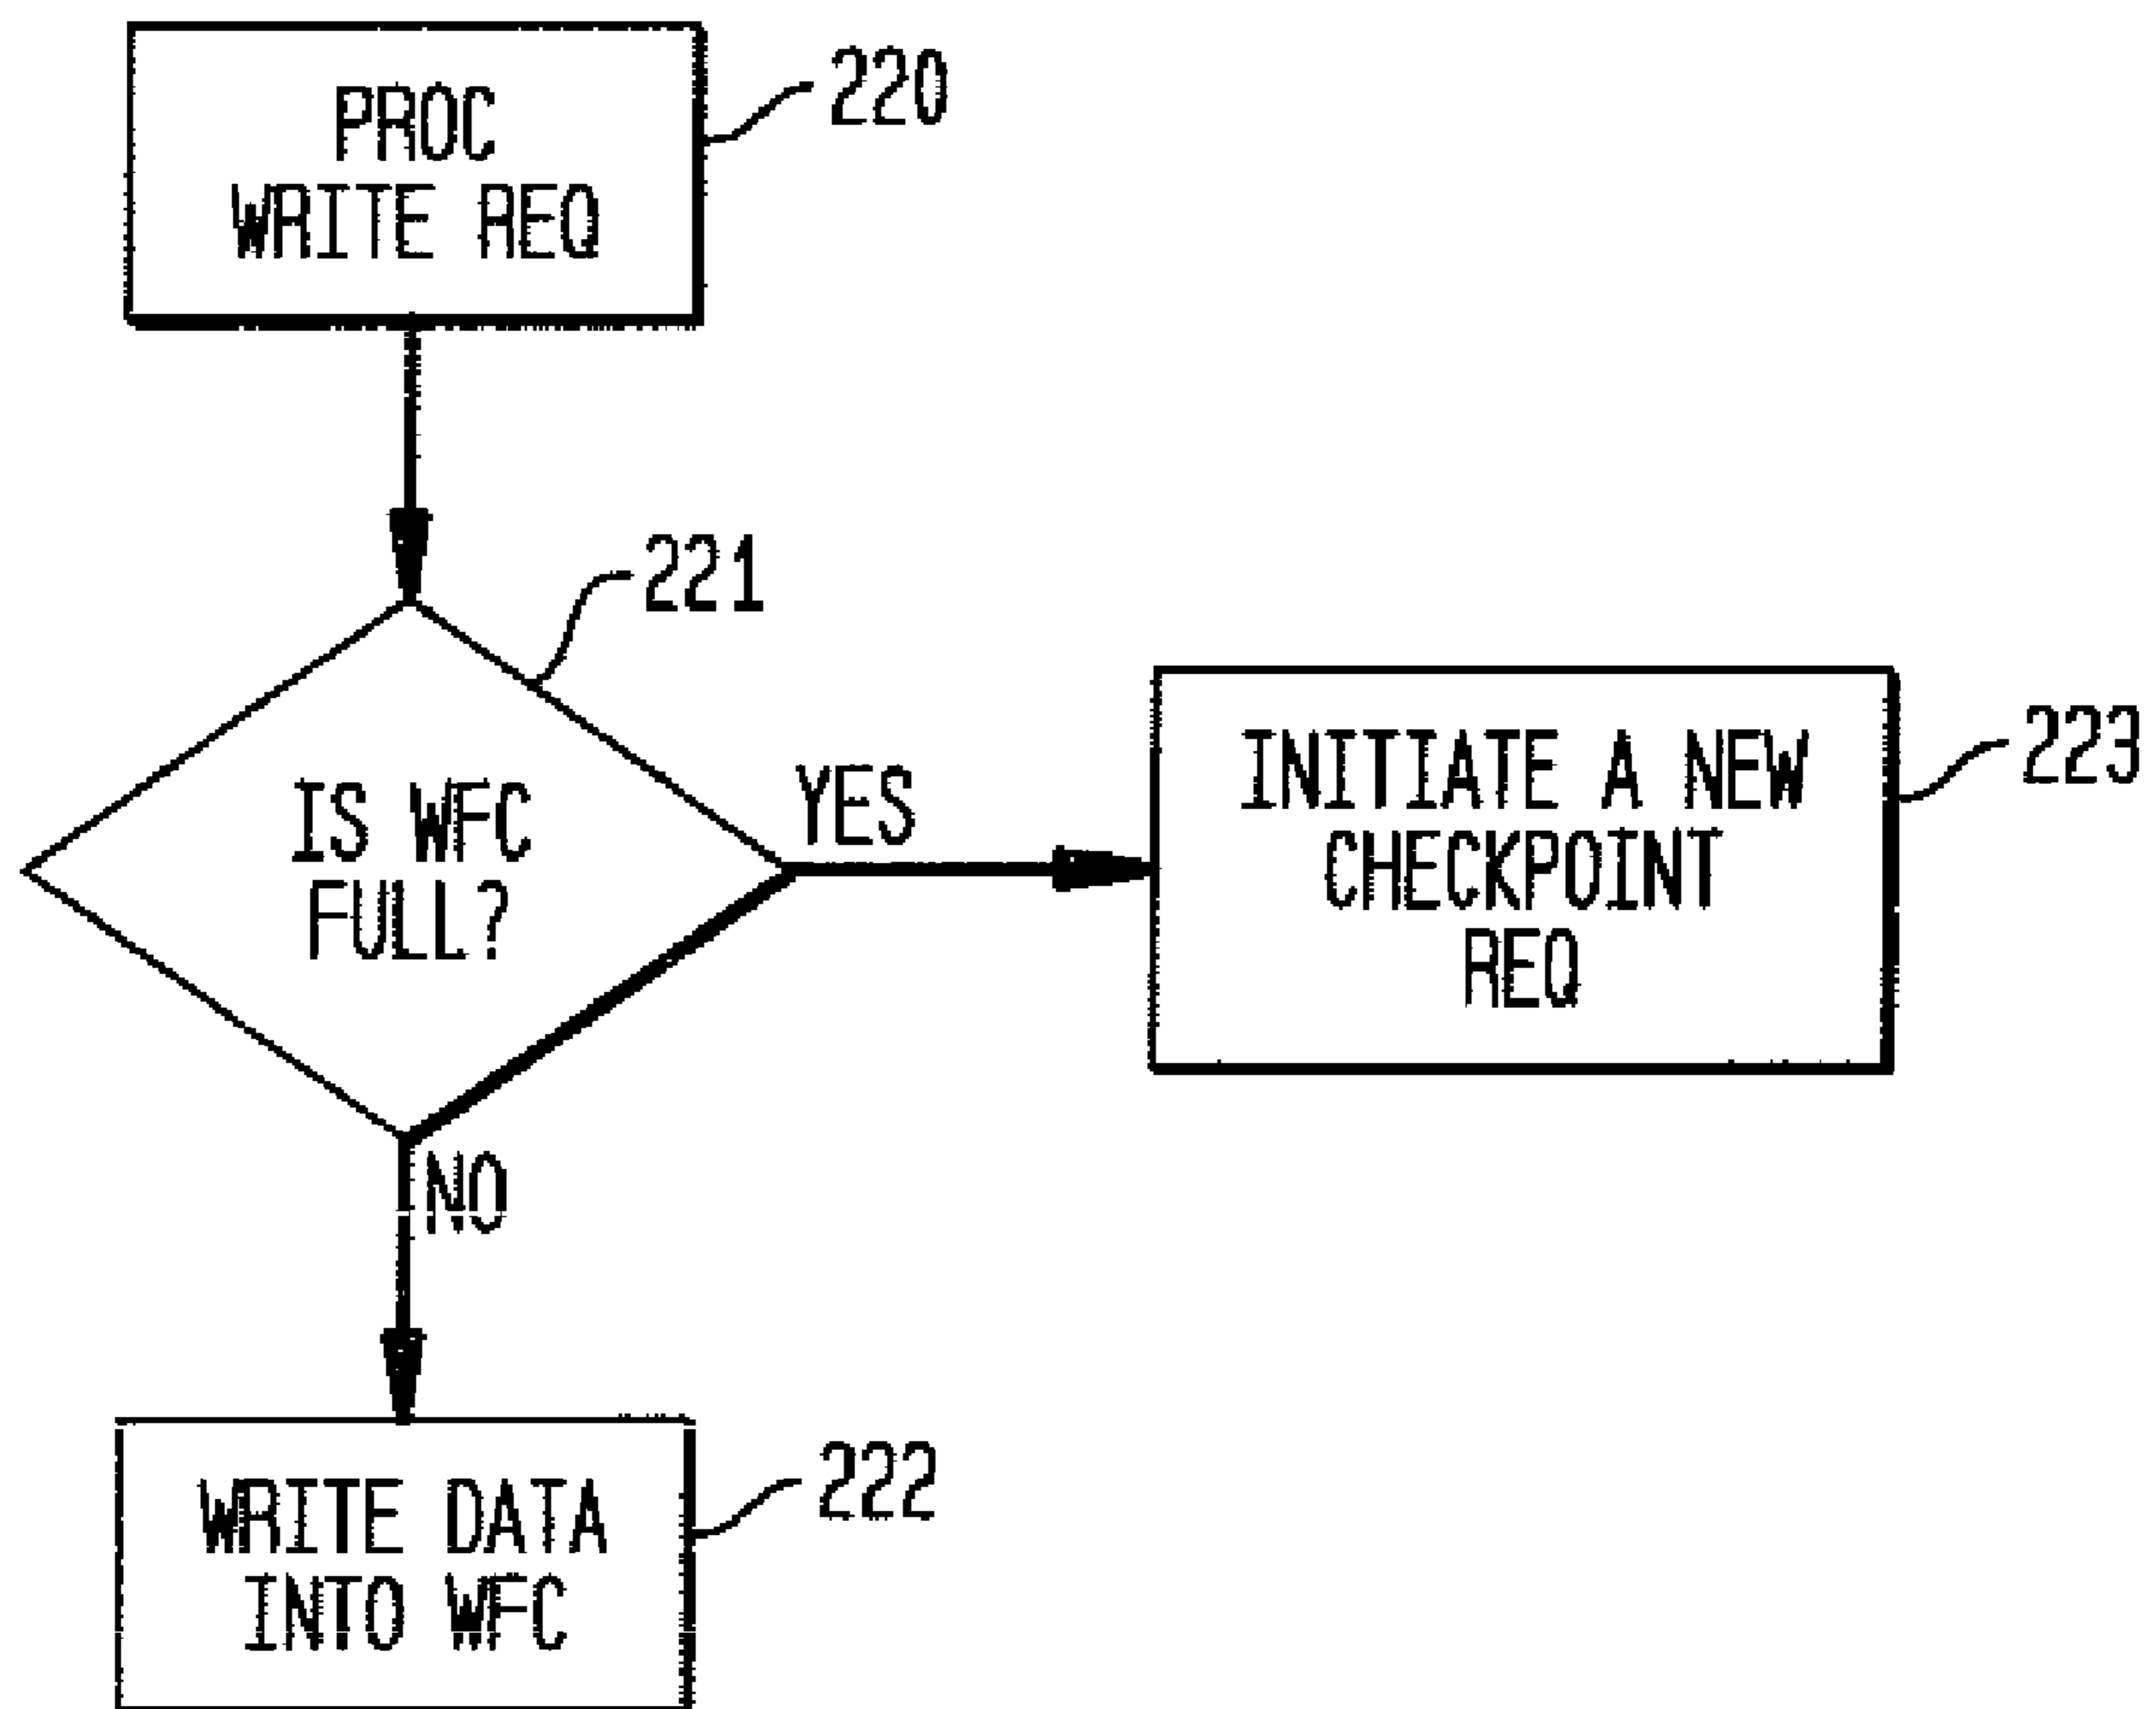 PROC
WRITE REQ
220
221
IS WFC
FULL?
YES
INITIATE A NEW
CHECKPOINT
REQ
223
NO
WRITE DATA
INTO WFC
222